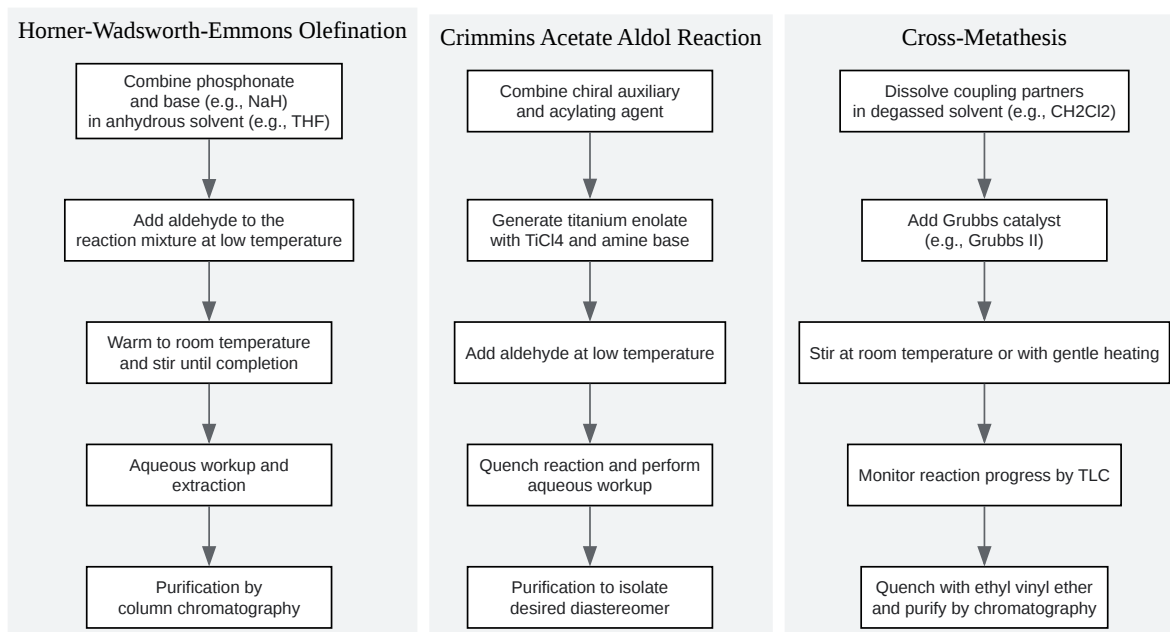 Horner-Wadsworth-Emmons Olefination
Combine phosphonate
and base (e.g., NaH)
in anhydrous solvent (e.g., THF)
Add aldehyde to the
reaction mixture at low temperature
Warm to room temperature
and stir until completion
Aqueous workup and
extraction
Purification by
column chromatography
Crimmins Acetate Aldol Reaction
Combine chiral auxiliary
and acylating agent
Generate titanium enolate
with TiCl4 and amine base
Add aldehyde at low temperature
Quench reaction and perform
aqueous workup
Purification to isolate
desired diastereomer
Cross-Metathesis
Dissolve coupling partners
in degassed solvent (e.g., CH2Cl2)
Add Grubbs catalyst
(e.g., Grubbs II)
Stir at room temperature or with gentle heating
Monitor reaction progress by TLC
Quench with ethyl vinyl ether
and purify by chromatography